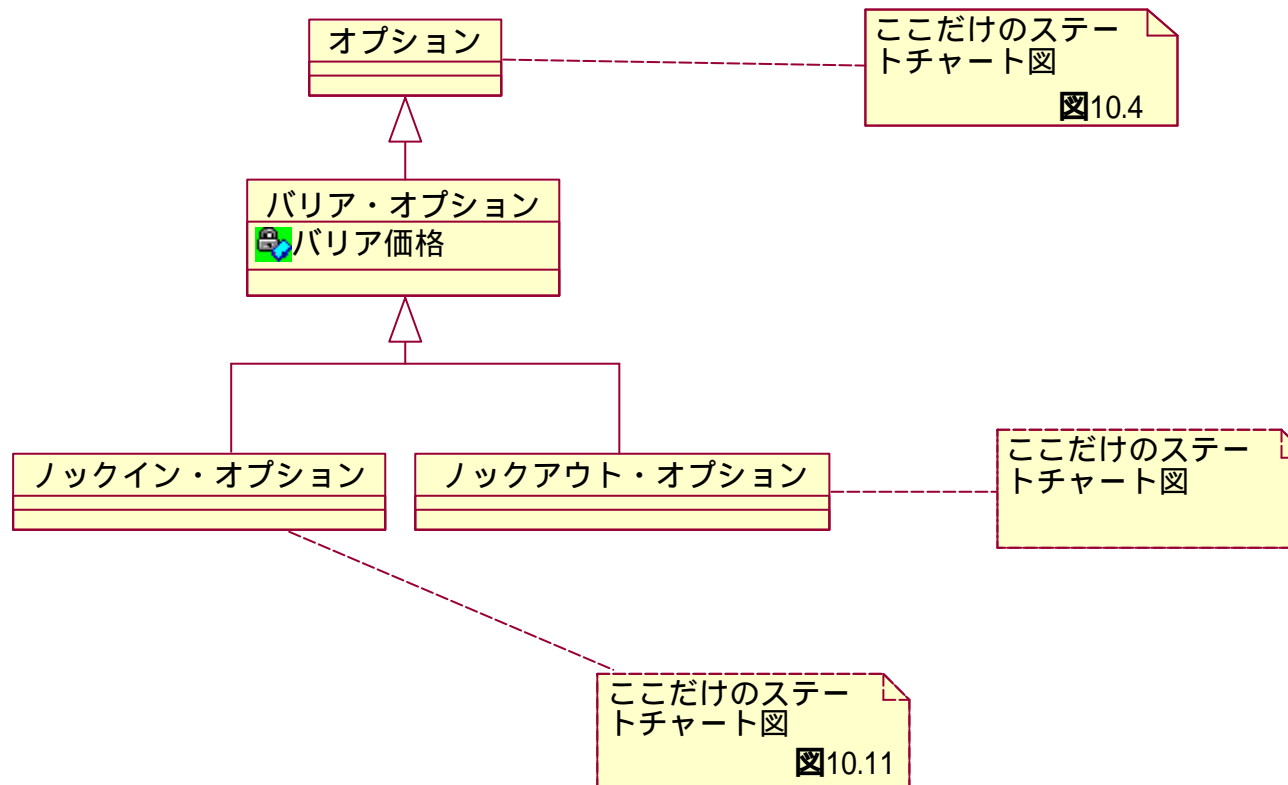 オプション
ここだけのステー
トチャート図
図10.4
バリア・オプション
バリア価格
ノックイン・オプション
ノックアウト・オプション
ここだけのステー
トチャート図
ここだけのステー
トチャート図
図10.11